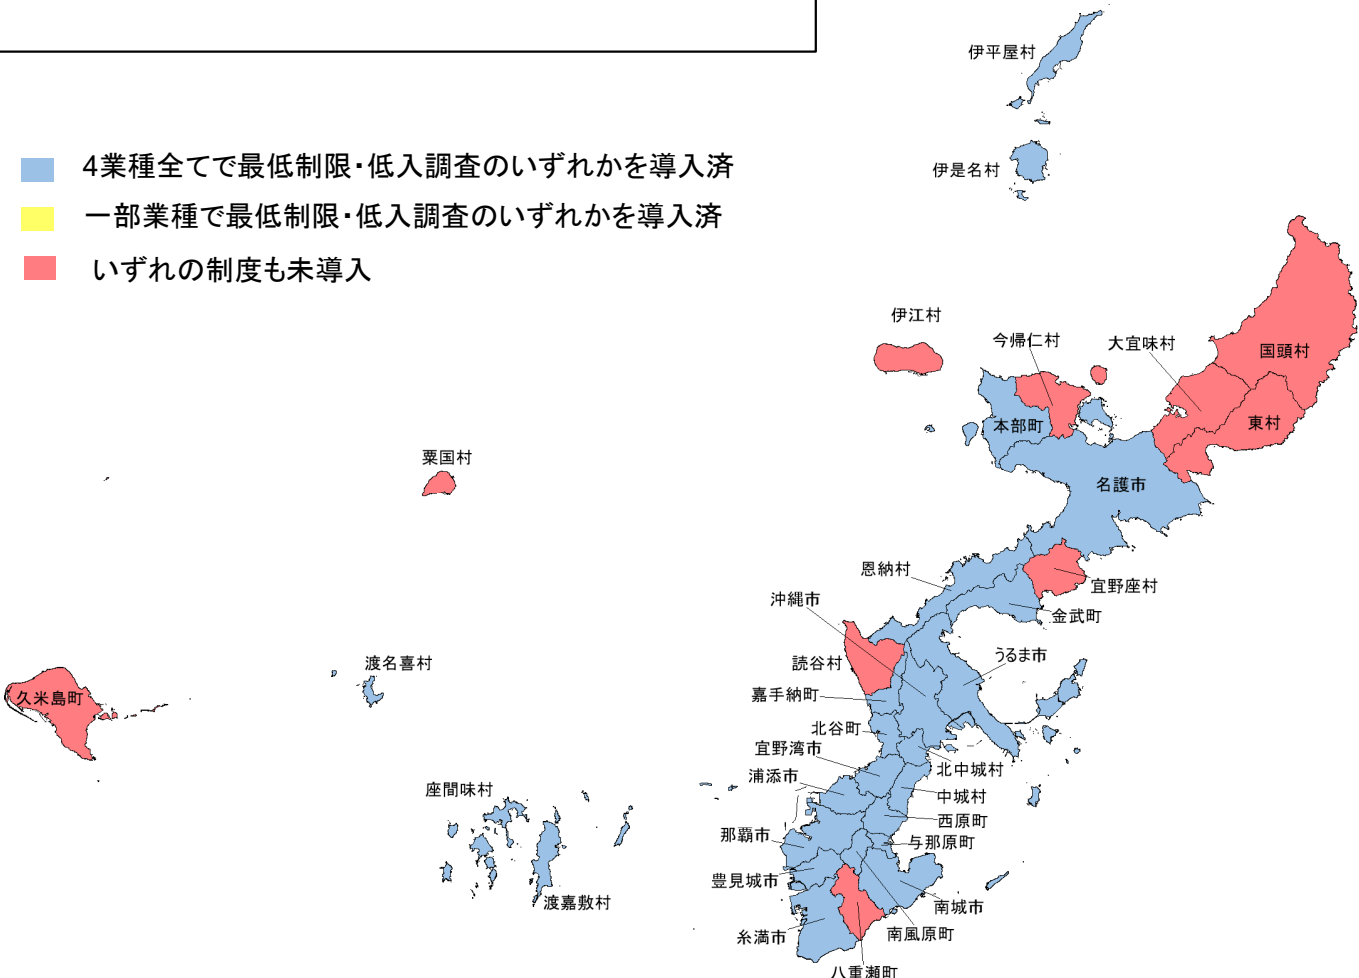 伊平屋村
4業種全てで最低制限・低入調査のいずれかを導入済
伊是名村
一部業種で最低制限・低入調査のいずれかを導入済
いずれの制度も未導入
伊江村
今帰仁村
大宜味村
国頭村
本部町
東村
粟国村
名護市
恩納村
宜野座村
沖縄市
金武町
読谷村
うるま市
渡名喜村
嘉手納町
久米島町
北谷町
宜野湾市
北中城村
浦添市
座間味村
中城村
西原町
那覇市
与那原町
豊見城市
渡嘉敷村
南城市
糸満市
南風原町
八重瀬町